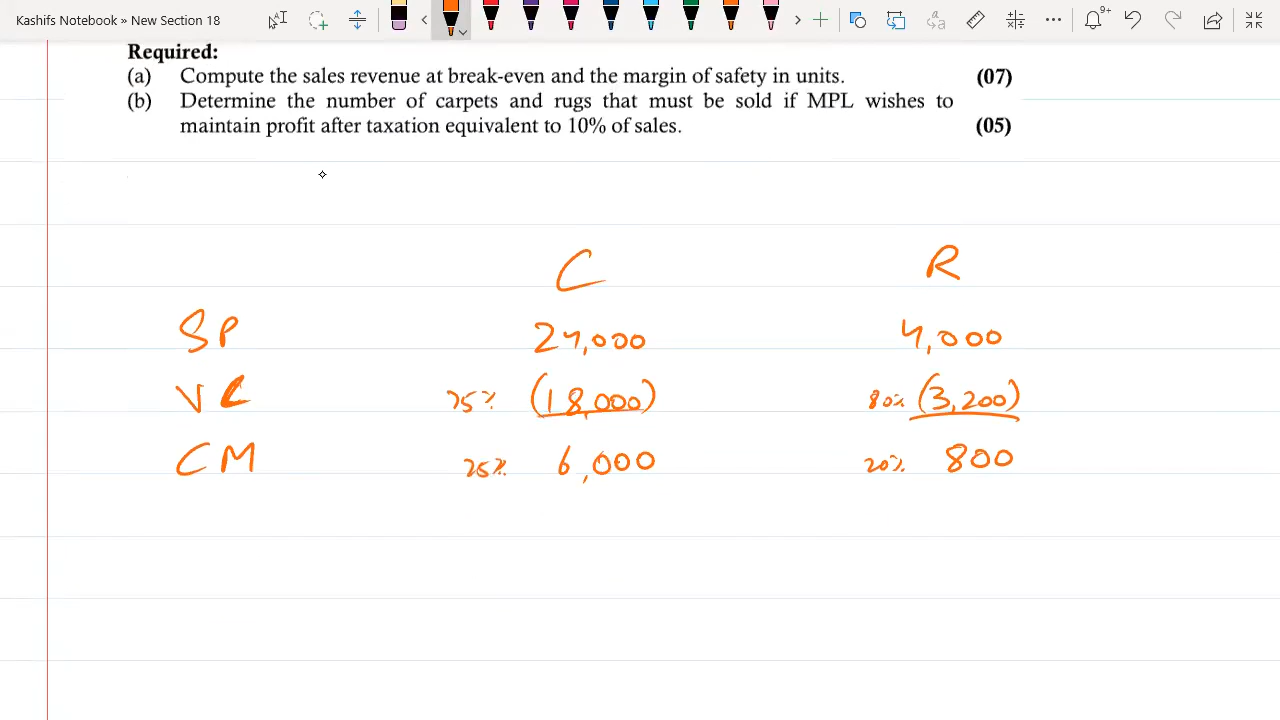 Kashifs Notebook » New Section 18
9+
Required:
(a) Compute the sales revenue at break-even and the margin of safety in units. (07)
(b) Determine the number of carpets and rugs that must be sold if MPL wishes to
maintain profit after taxation equivalent to 10% of sales. (05)
C R
SP 24,000 4,000
VC 75% (18,000) 80% (3,200)
CM 25% 6,000 20% 800